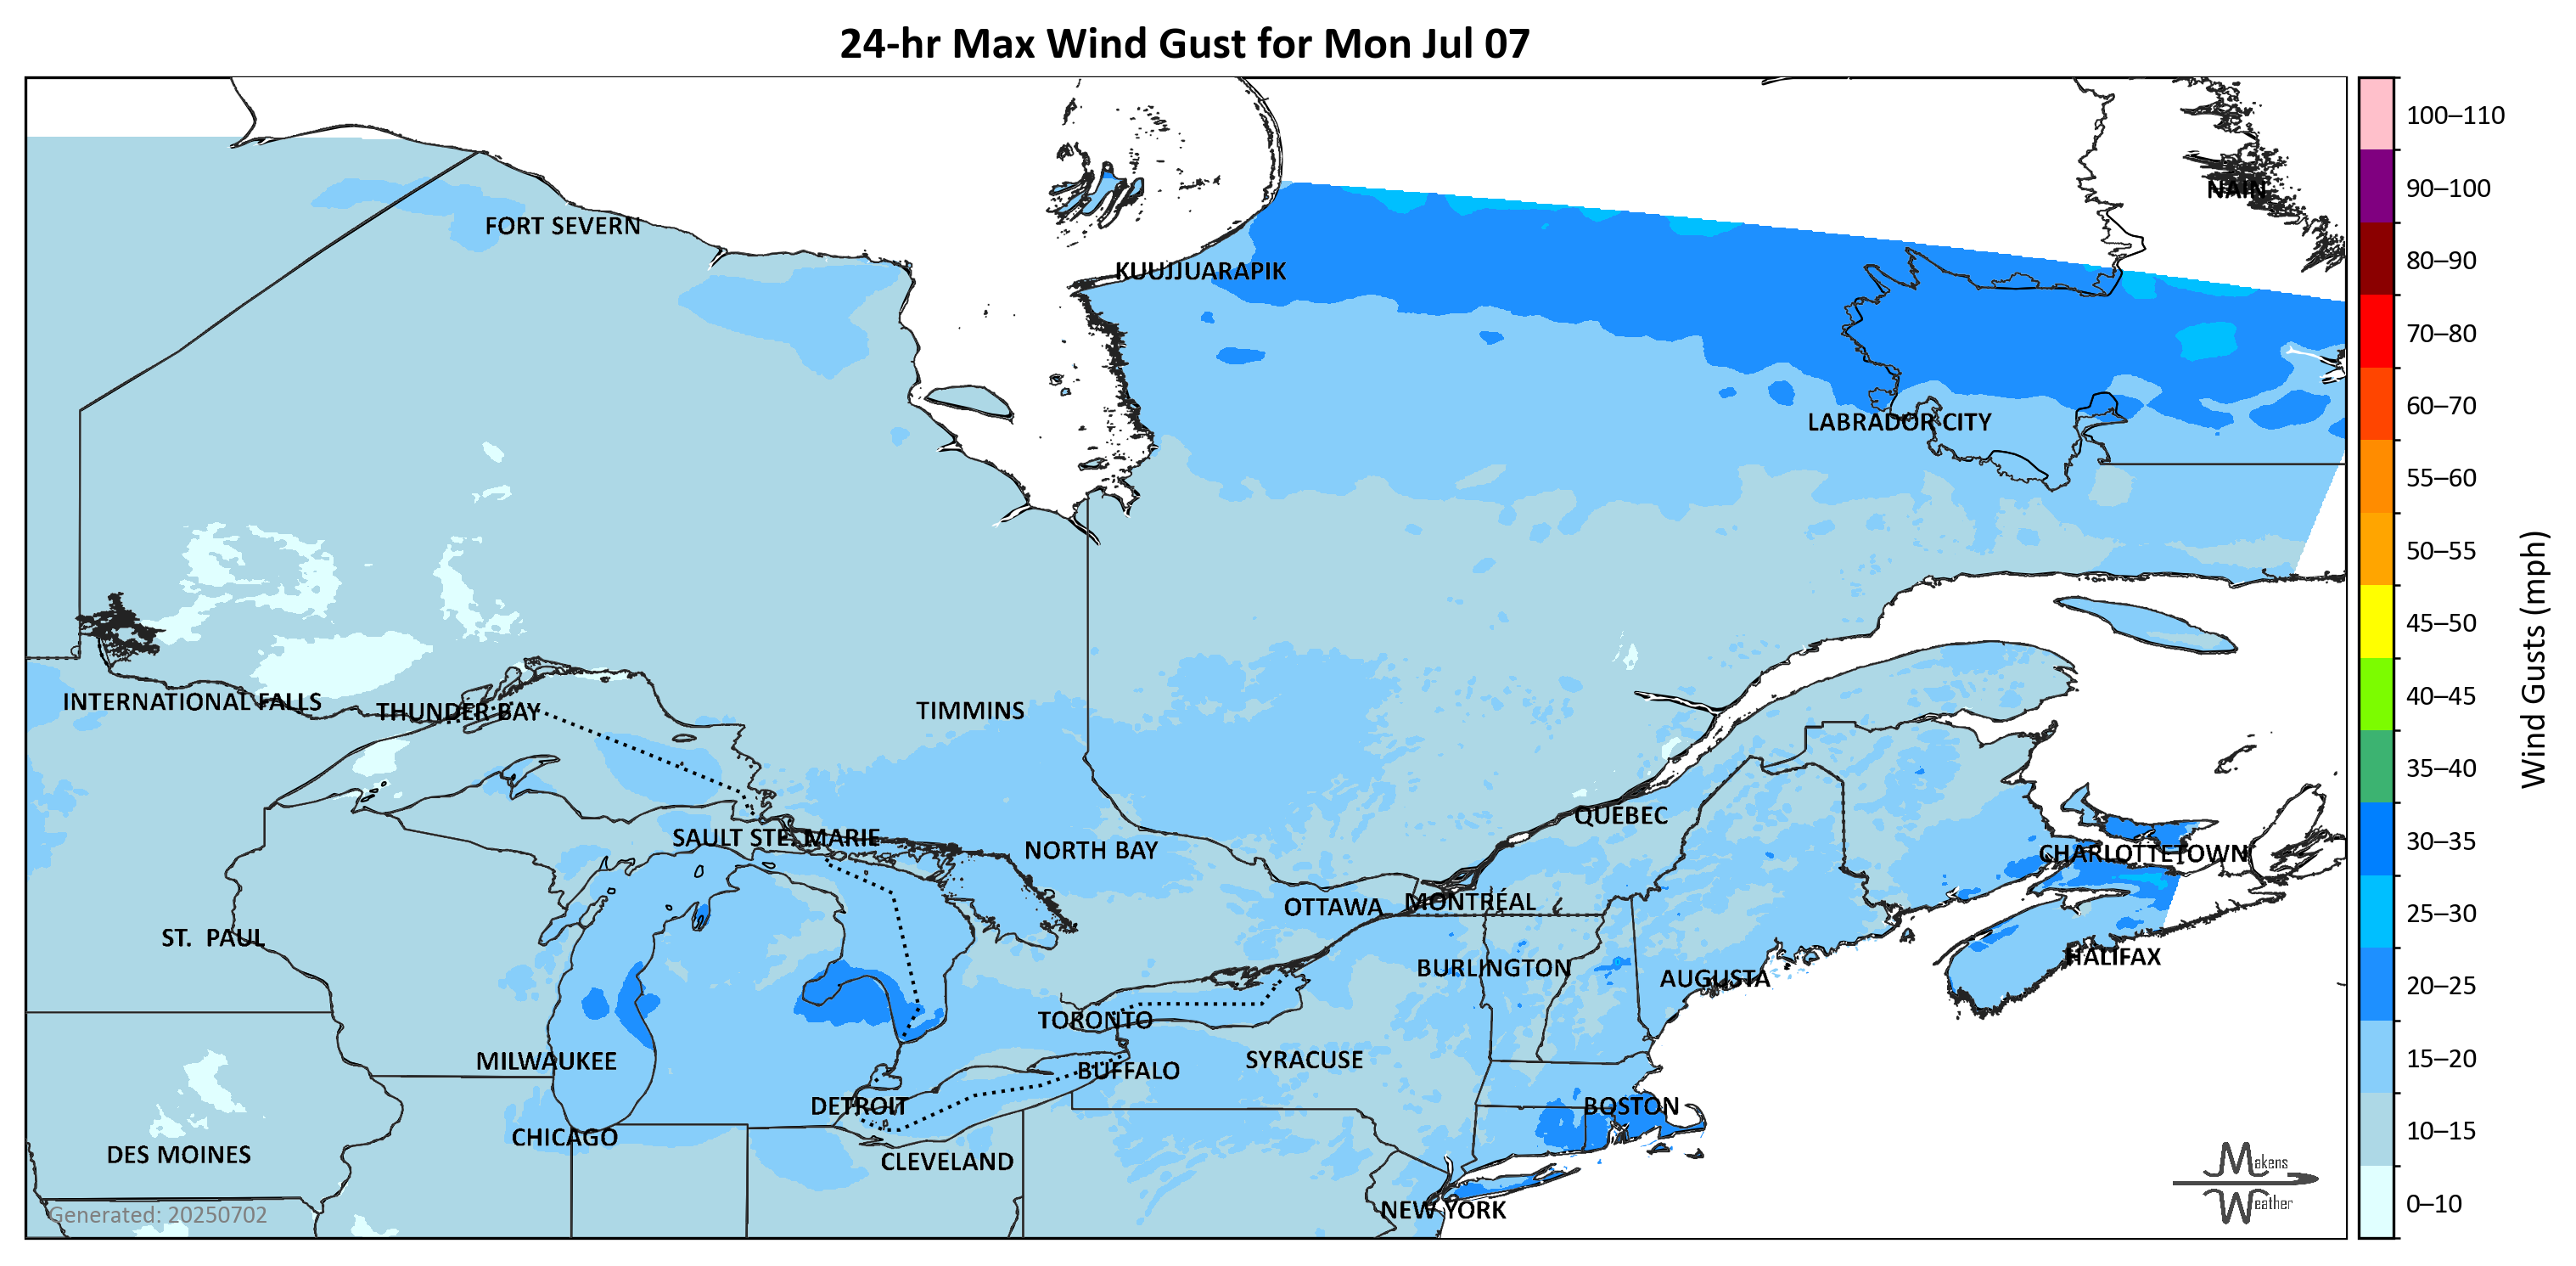 24-hr Max Wind Gust for Mon Jul 07
100–110
90–100
80–90
70–80
60–70
55–60
50–55
45–50
40–45
35–40
30–35
25–30
20–25
15–20
10–15
0–10
Wind Gusts (mph)
NAIN
FORT SEVERN
KUUJJUARAPIK
LABRADOR CITY
INTERNATIONAL FALLS
THUNDER BAY
TIMMINS
SAULT STE. MARIE
NORTH BAY
QUEBEC
CHARLOTTETOWN
OTTAWA
MONTRÉAL
ST. PAUL
BURLINGTON
AUGUSTA
HALIFAX
TORONTO
MILWAUKEE
BUFFALO
SYRACUSE
DETROIT
BOSTON
CHICAGO
DES MOINES
CLEVELAND
NEW YORK
Generated: 20250702
Makens
Weather